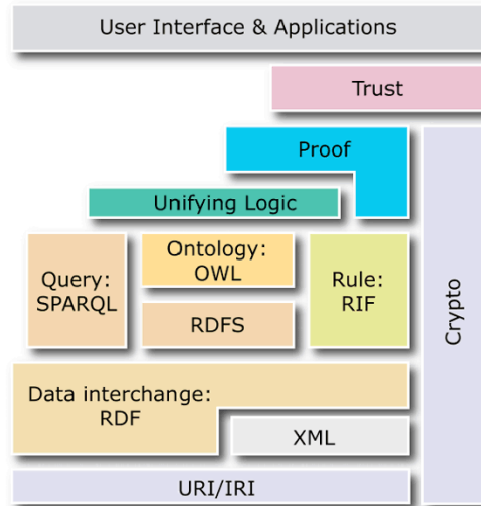 User Interface & Applications
Trust
Proof
Unifying Logic
Query:
SPARQL
Ontology:
OWL
RDFS
Rule:
RIF
Crypto
Data interchange:
RDF
XML
URI/IRI